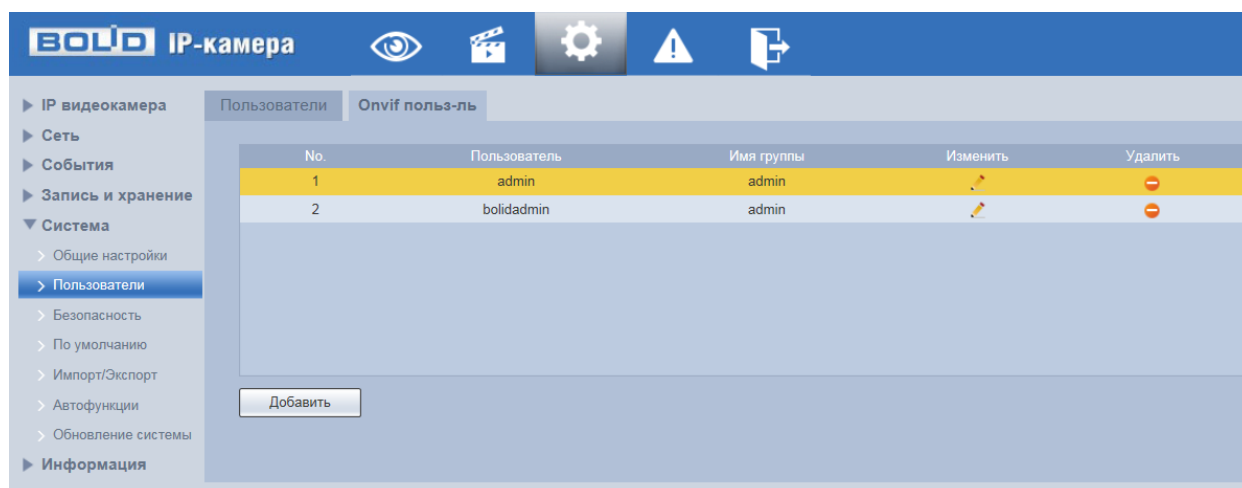 BOLID IP-камера
IP видеокамера
Сеть
События
Запись и хранение
Система
Общие настройки
Пользователи
Безопасность
По умолчанию
Импорт/Экспорт
Автофункции
Обновление системы
Информация
Пользователи Onvif польз-ль
No. Пользователь Имя группы Изменить Удалить
1 admin admin
2 bolidadmin admin
Добавить